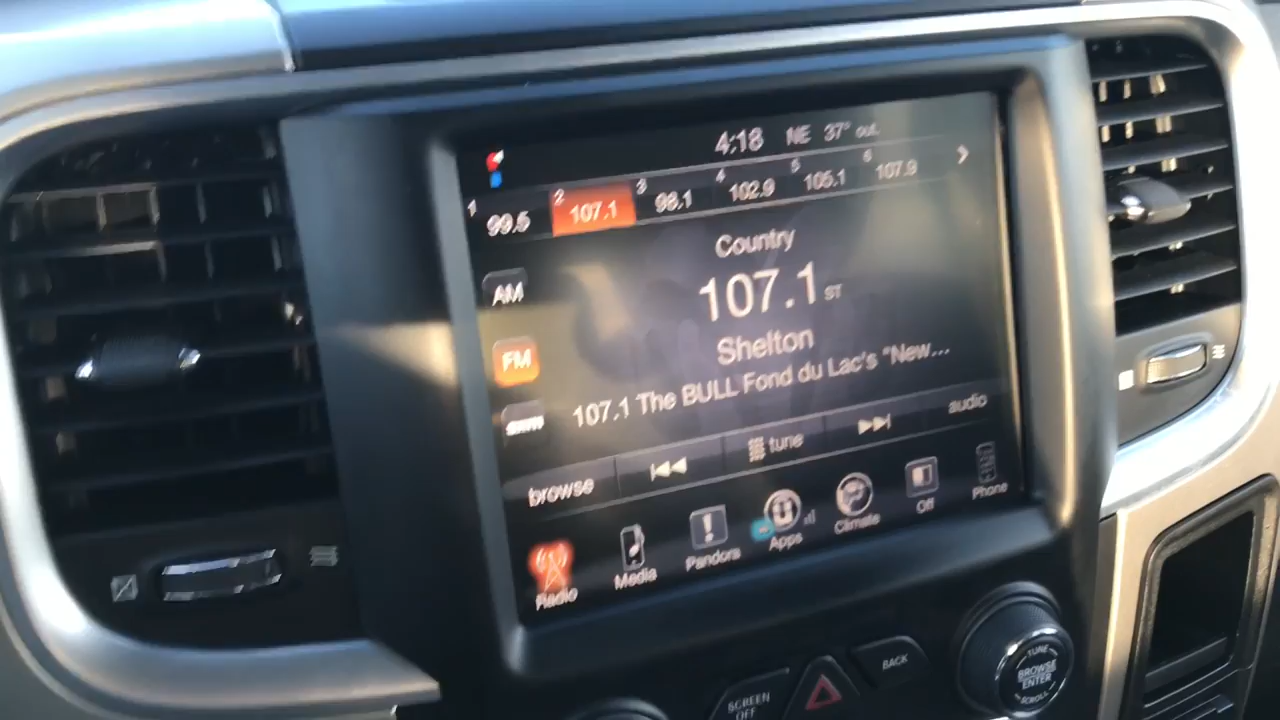 4:18 NE 37° out
1 99.5 2 107.1 3 98.1 4 102.9 5 105.1 6 107.9
Country
AM
107.1 ST
FM
Shelton
107.1 The BULL Fond du Lac's "New...
browse tune audio
Radio Media Pandora Apps Climate Off Phone
SCREEN OFF
BACK
TUNE
BROWSE
ENTER
SCROLL